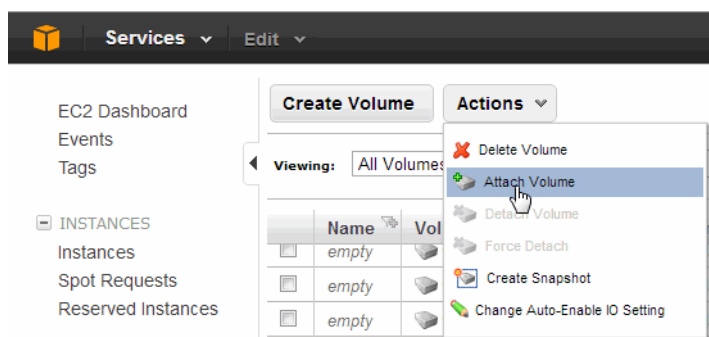 Services Edit
Create Volume Actions
EC2 Dashboard
Events
Tags
Viewing: All Volumes
Delete Volume
Attach Volume
Detach Volume
Force Detach
Create Snapshot
Change Auto-Enable IO Setting
Name Vol
empty
empty
empty
INSTANCES
Instances
Spot Requests
Reserved Instances